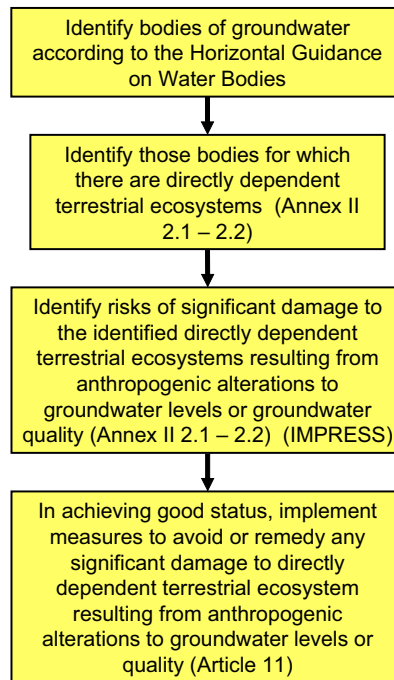 Identify bodies of groundwater
according to the Horizontal Guidance
on Water Bodies
Identify those bodies for which
there are directly dependent
terrestrial ecosystems (Annex II
2.1 – 2.2)
Identify risks of significant damage to
the identified directly dependent
terrestrial ecosystems resulting from
anthropogenic alterations to
groundwater levels or groundwater
quality (Annex II 2.1 – 2.2) (IMPRESS)
In achieving good status, implement
measures to avoid or remedy any
significant damage to directly
dependent terrestrial ecosystem
resulting from anthropogenic
alterations to groundwater levels or
quality (Article 11)